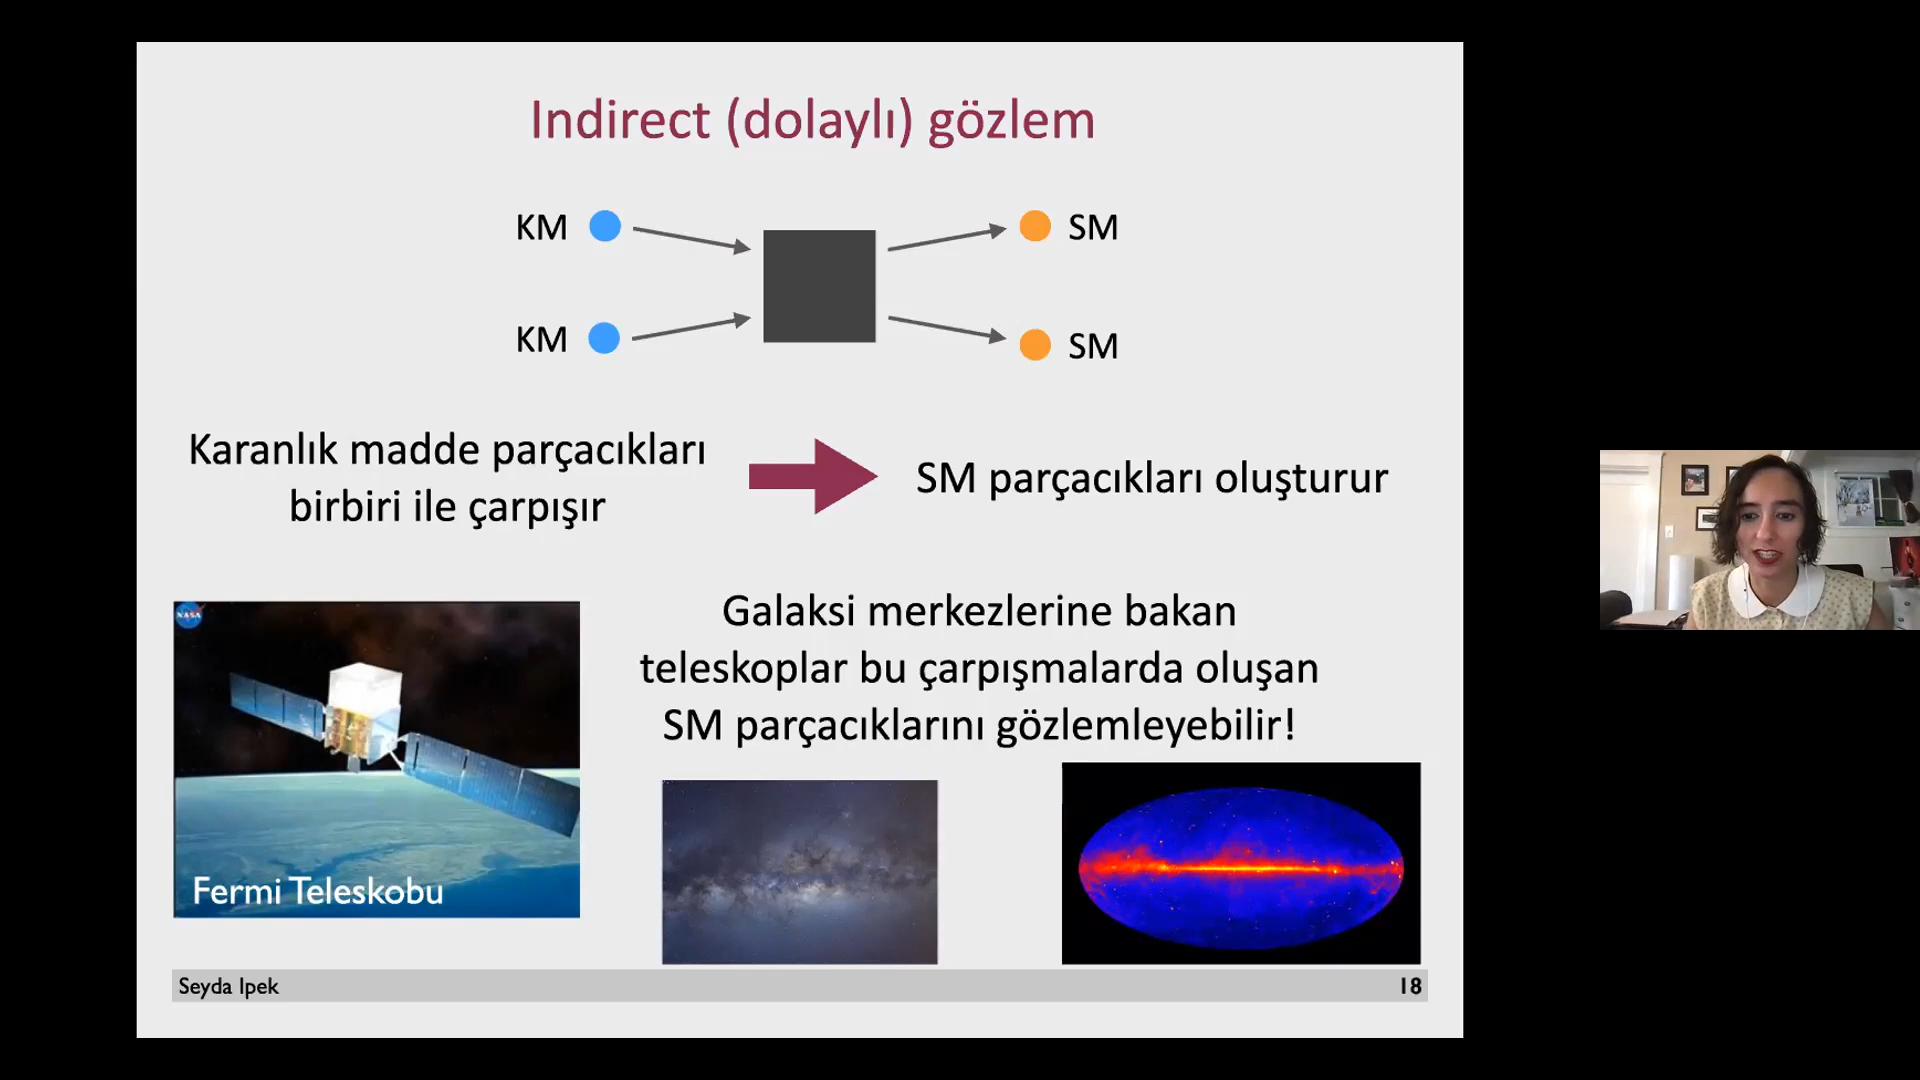 Indirect (dolaylı) gözlem
KM
SM
KM
SM
Karanlık madde parçacıkları
birbiri ile çarpışır
SM parçacıkları oluşturur
Galaksi merkezlerine bakan
teleskoplar bu çarpışmalarda oluşan
SM parçacıklarını gözlemleyebilir!
NASA
Fermi Teleskobu
Seyda Ipek
18